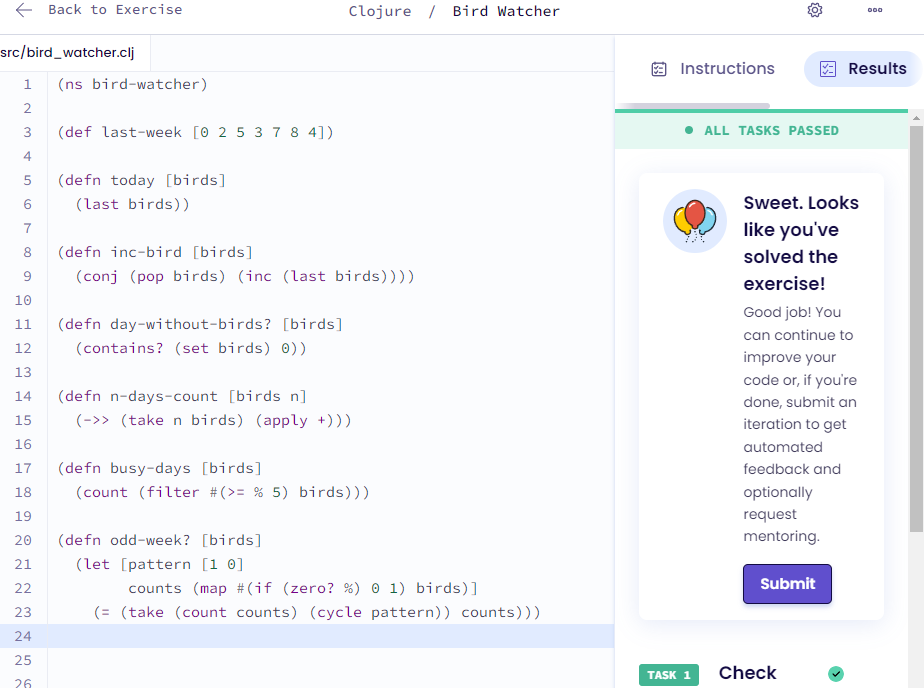 Back to Exercise
Clojure / Bird Watcher
src/bird_watcher.clj
1 (ns bird-watcher)
2
3 (def last-week [0 2 5 3 7 8 4])
4
5 (defn today [birds]
6   (last birds))
7
8 (defn inc-bird [birds]
9   (conj (pop birds) (inc (last birds))))
10
11 (defn day-without-birds? [birds]
12   (contains? (set birds) 0))
13
14 (defn n-days-count [birds n]
15   (->> (take n birds) (apply +)))
16
17 (defn busy-days [birds]
18   (count (filter #(>= % 5) birds)))
19
20 (defn odd-week? [birds]
21   (let [pattern [1 0]
22         counts (map #(if (zero? %) 0 1) birds)]
23     (= (take (count counts) (cycle pattern)) counts)))
24
25
26
Instructions
Results
ALL TASKS PASSED
Sweet. Looks
like you've
solved the
exercise!
Good job! You
can continue to
improve your
code or, if you're
done, submit an
iteration to get
automated
feedback and
optionally
request
mentoring.
Submit
TASK 1 Check